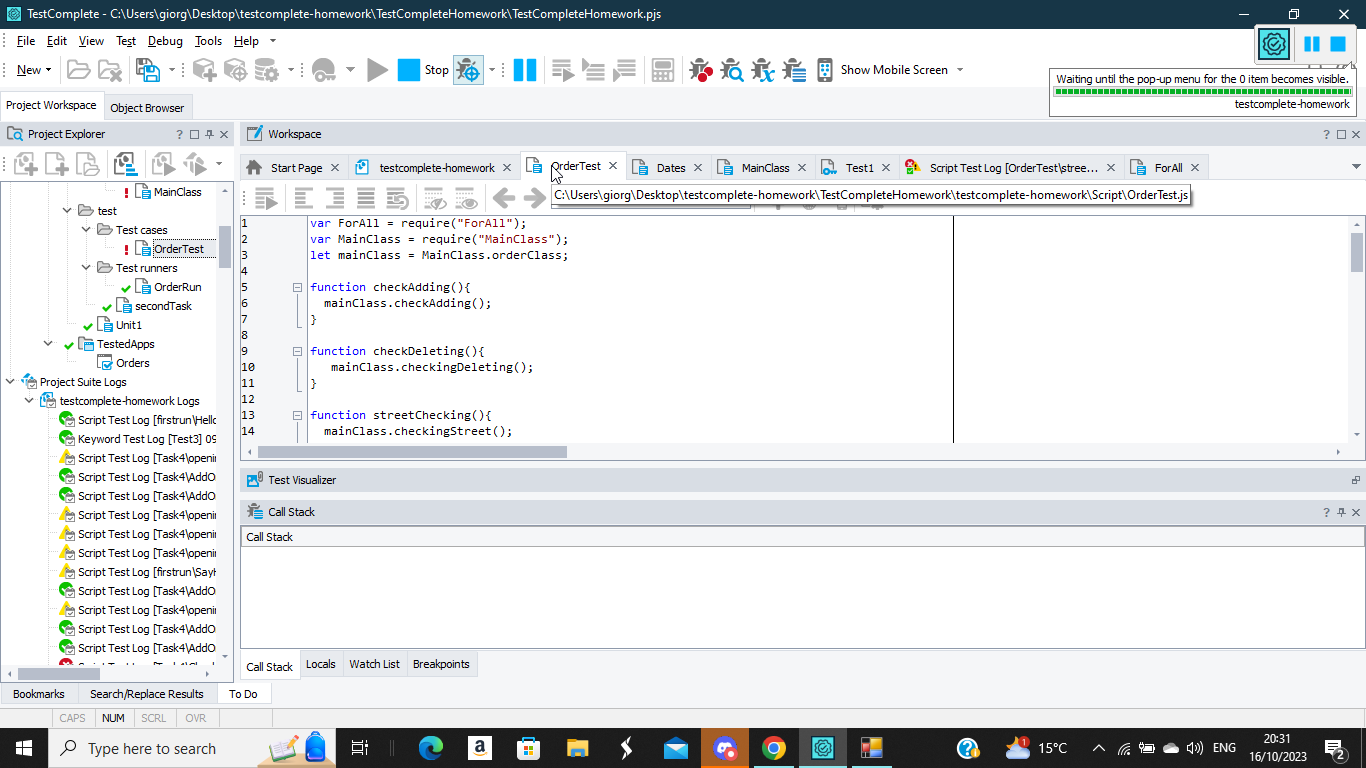 TestComplete - C:\Users\giorg\Desktop\testcomplete-homework\TestCompleteHomework\TestCompleteHomework.pjs
File Edit View Test Debug Tools Help
New Stop Show Mobile Screen
Waiting until the pop-up menu for the 0 item becomes visible.
testcomplete-homework
Project Workspace Object Browser
Project Explorer
Workspace
Start Page testcomplete-homework OrderTest Dates MainClass Test1 Script Test Log [OrderTest\stree... ForAll
C:\Users\giorg\Desktop\testcomplete-homework\TestCompleteHomework\testcomplete-homework\Script\OrderTest.js
MainClass
test
Test cases
OrderTest
Test runners
OrderRun
secondTask
Unit1
TestedApps
Orders
Project Suite Logs
testcomplete-homework Logs
Script Test Log [firstrun\Hello
Keyword Test Log [Test3] 09
Script Test Log [Task4\openi
Script Test Log [Task4\AddO
Script Test Log [Task4\AddO
Script Test Log [Task4\openi
Script Test Log [Task4\openi
Script Test Log [Task4\openi
Script Test Log [firstrun\SayH
Script Test Log [Task4\AddO
Script Test Log [Task4\openi
Script Test Log [Task4\AddO
Script Test Log [Task4\AddO
1 var ForAll = require("ForAll");
2 var MainClass = require("MainClass");
3 let mainClass = MainClass.orderClass;
4
5 function checkAdding(){
6 mainClass.checkAdding();
7 }
8
9 function checkDeleting(){
10 mainClass.checkingDeleting();
11 }
12
13 function streetChecking(){
14 mainClass.checkingStreet();
Test Visualizer
Call Stack
Call Stack
Call Stack Locals Watch List Breakpoints
Bookmarks Search/Replace Results To Do
CAPS NUM SCRL OVR
Type here to search
15°C ENG
20:31
16/10/2023
2